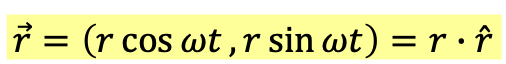 r⃗ = (r cos ωt , r sin ωt) = r · r̂